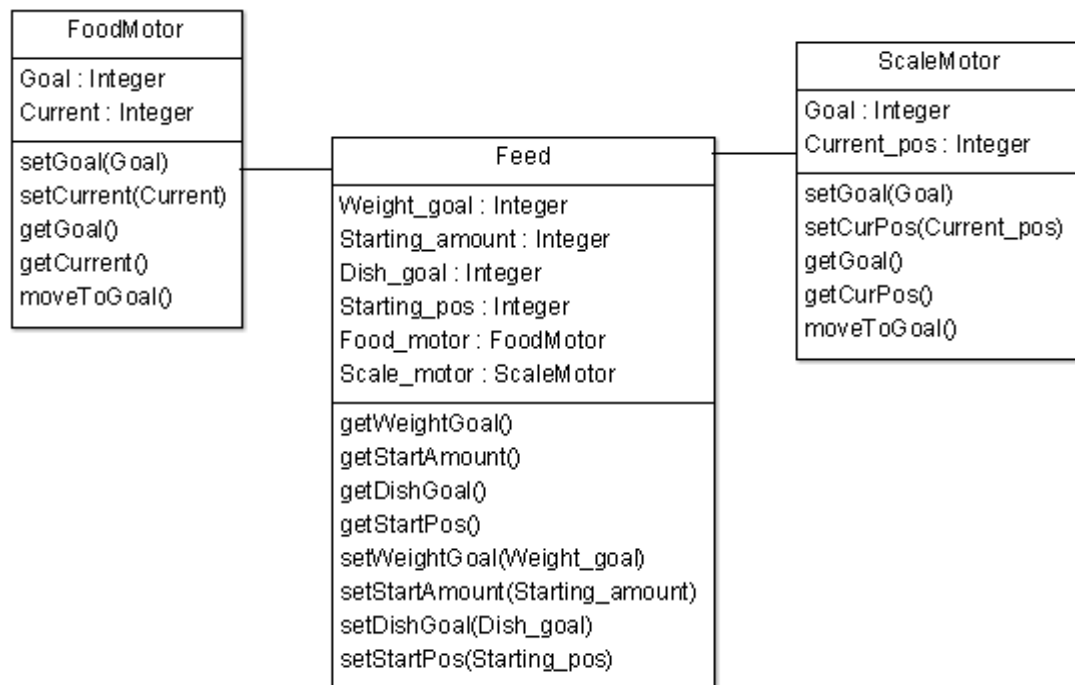 FoodMotor
Goal : Integer
Current : Integer
setGoal(Goal)
setCurrent(Current)
getGoal()
getCurrent()
moveToGoal()
Feed
Weight_goal : Integer
Starting_amount : Integer
Dish_goal : Integer
Starting_pos : Integer
Food_motor : FoodMotor
Scale_motor : ScaleMotor
getWeightGoal()
getStartAmount()
getDishGoal()
getStartPos()
setWeightGoal(Weight_goal)
setStartAmount(Starting_amount)
setDishGoal(Dish_goal)
setStartPos(Starting_pos)
ScaleMotor
Goal : Integer
Current_pos : Integer
setGoal(Goal)
setCurPos(Current_pos)
getGoal()
getCurPos()
moveToGoal()